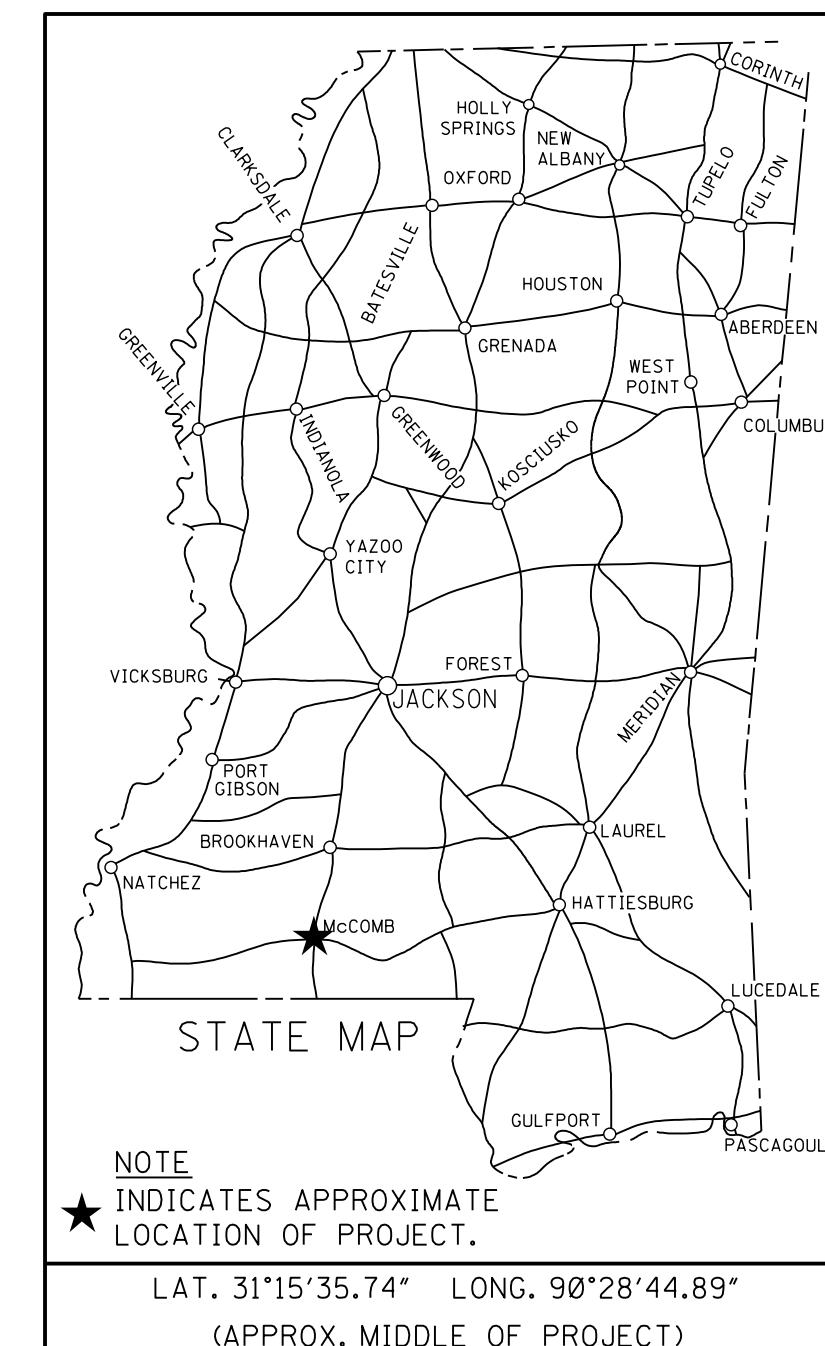 CORINTH
HOLLY
SPRINGS
NEW
ALBANY
CLARKSDALE
OXFORD
TUPELO
FULTON
BATESVILLE
HOUSTON
ABERDEEN
GREENVILLE
GRENADA
WEST
POINT
COLUMBU
INDIANOLA
GREENWOOD
KOSCIUSKO
YAZOO
CITY
VICKSBURG
FOREST
JACKSON
MERIDIAN
PORT
GIBSON
BROOKHAVEN
LAUREL
NATCHEZ
HATTIESBURG
McCOMB
LUCEDALE
STATE MAP
GULFPORT
PASCAGOUL
NOTE
INDICATES APPROXIMATE
LOCATION OF PROJECT.
LAT. 31°15'35.74" LONG. 90°28'44.89"
(APPROX. MIDDLE OF PROJECT)